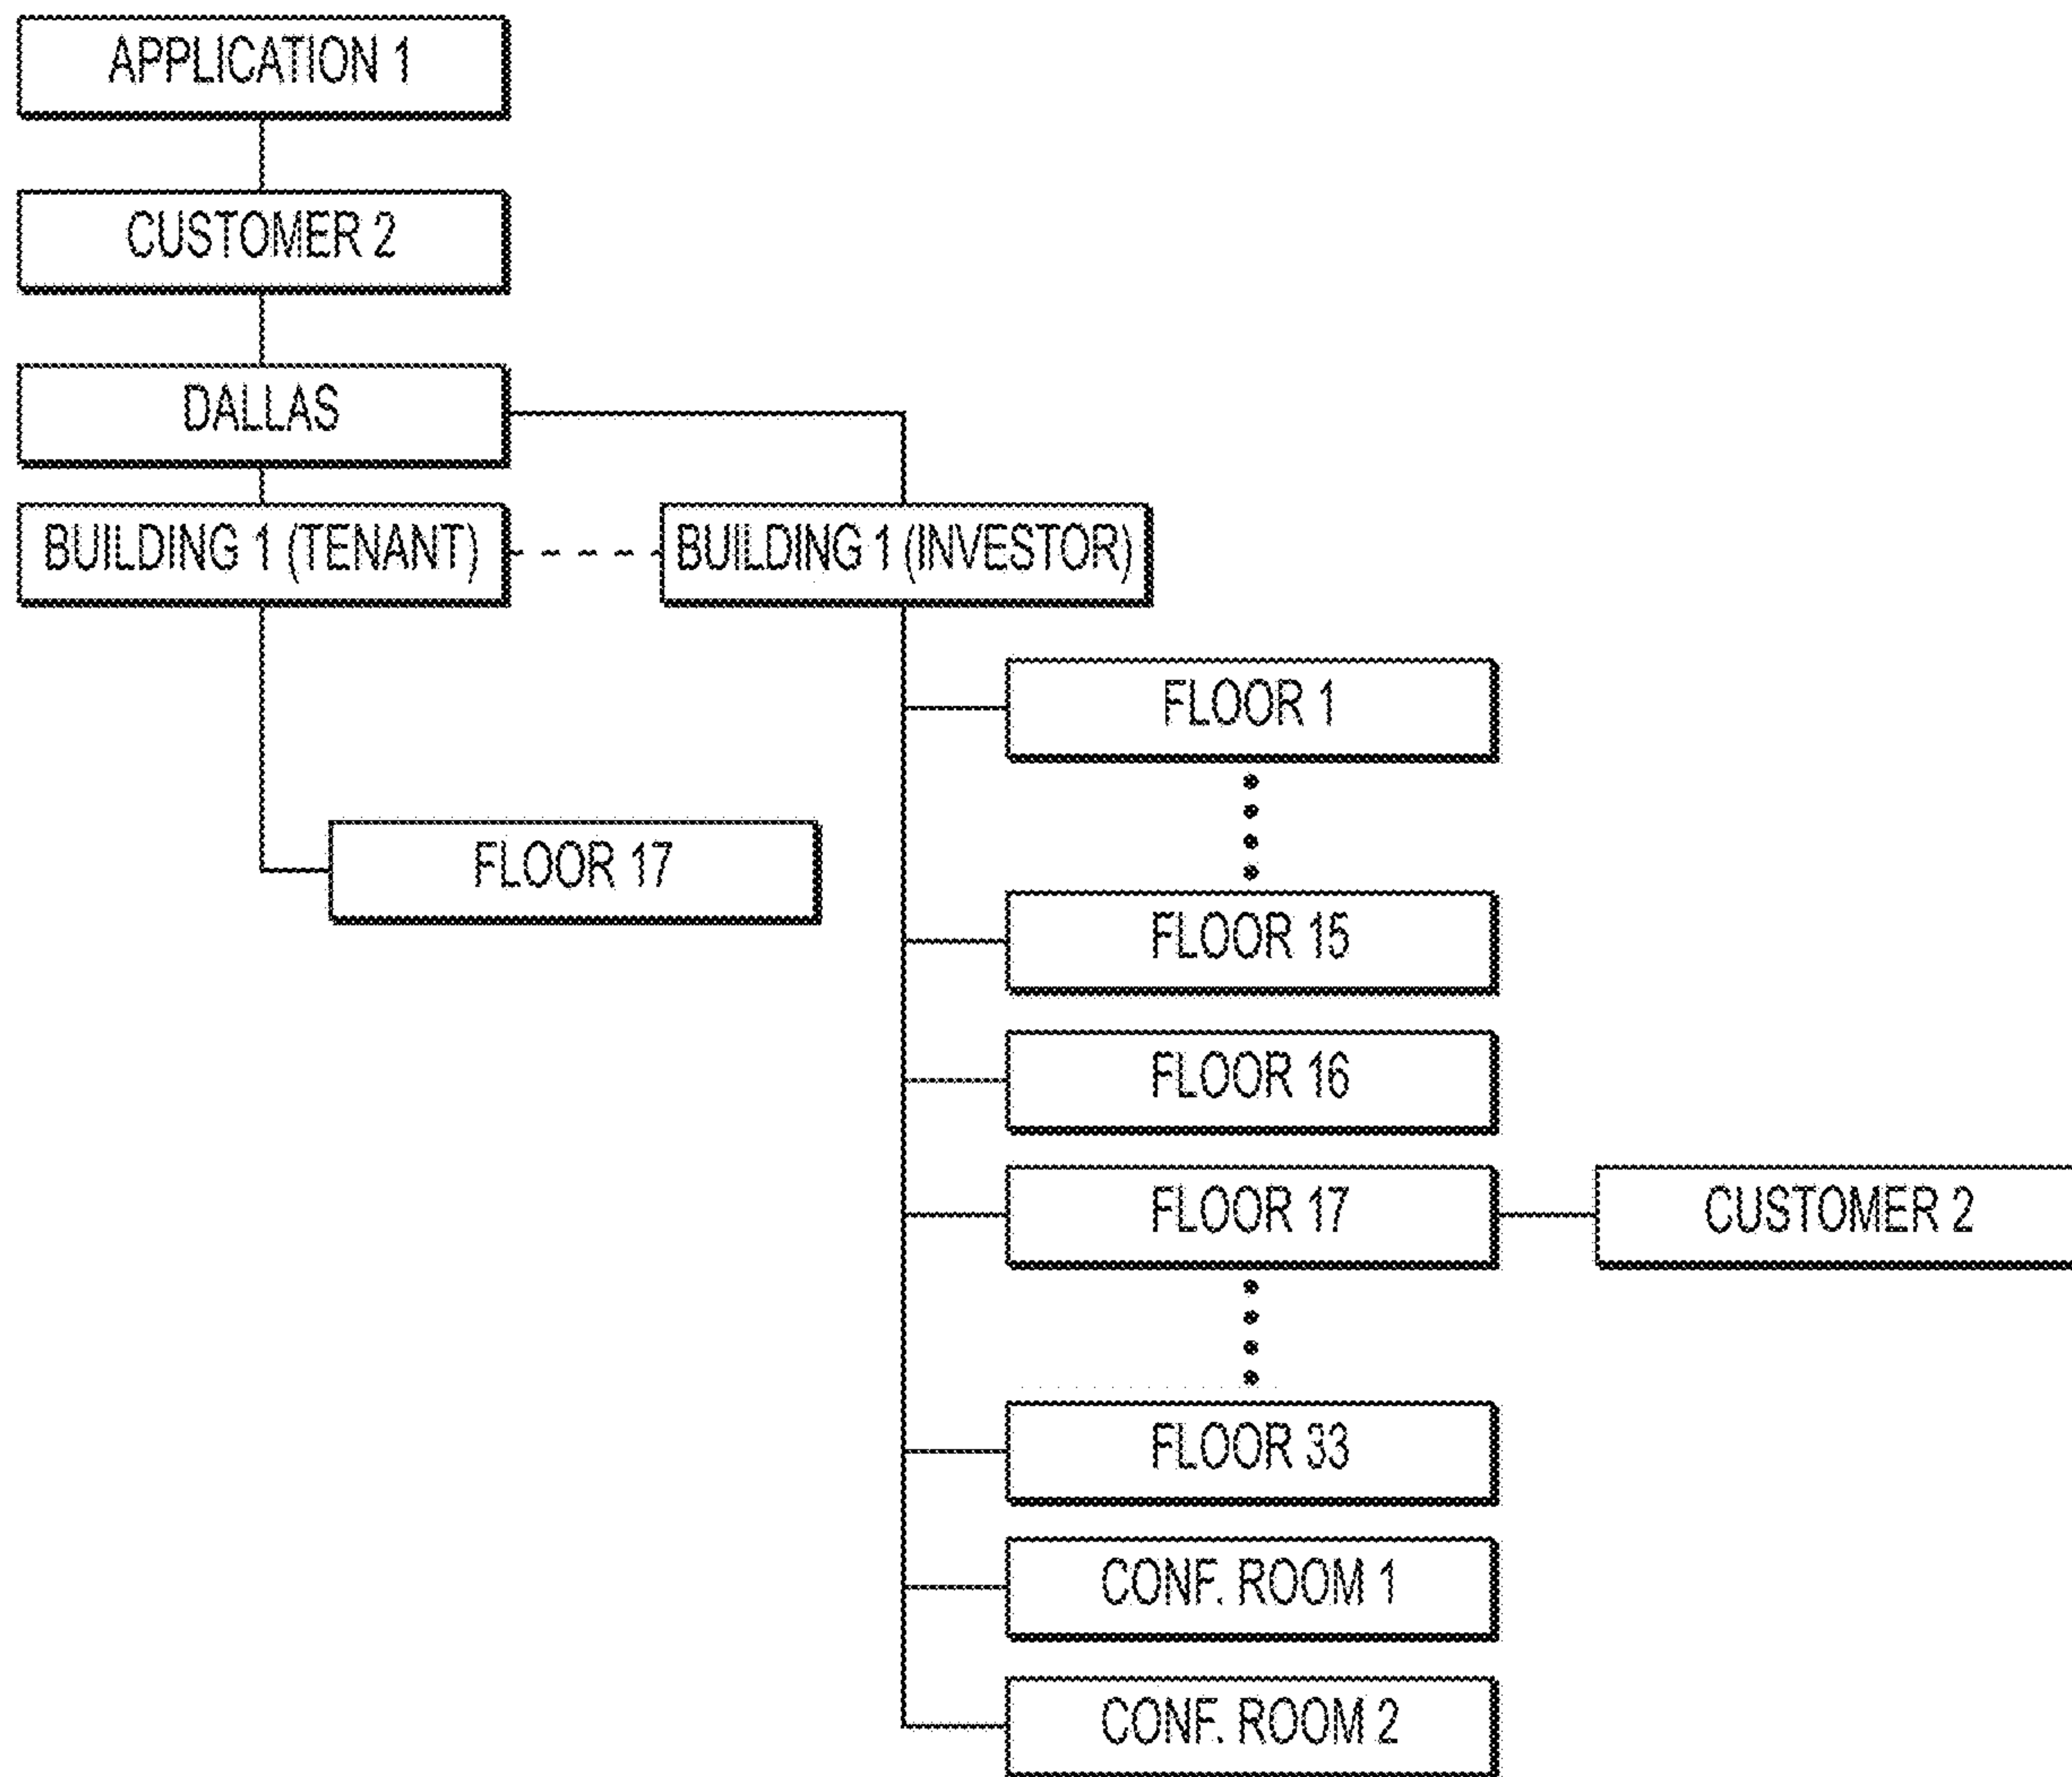 APPLICATION 1
CUSTOMER 2
DALLAS
BUILDING 1 (TENANT)
BUILDING 1 (INVESTOR)
FLOOR 1
FLOOR 17
FLOOR 15
FLOOR 16
FLOOR 17
CUSTOMER 2
FLOOR 33
CONF. ROOM 1
CONF. ROOM 2